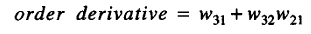 order derivative = w₃₁ + w₃₂w₂₁